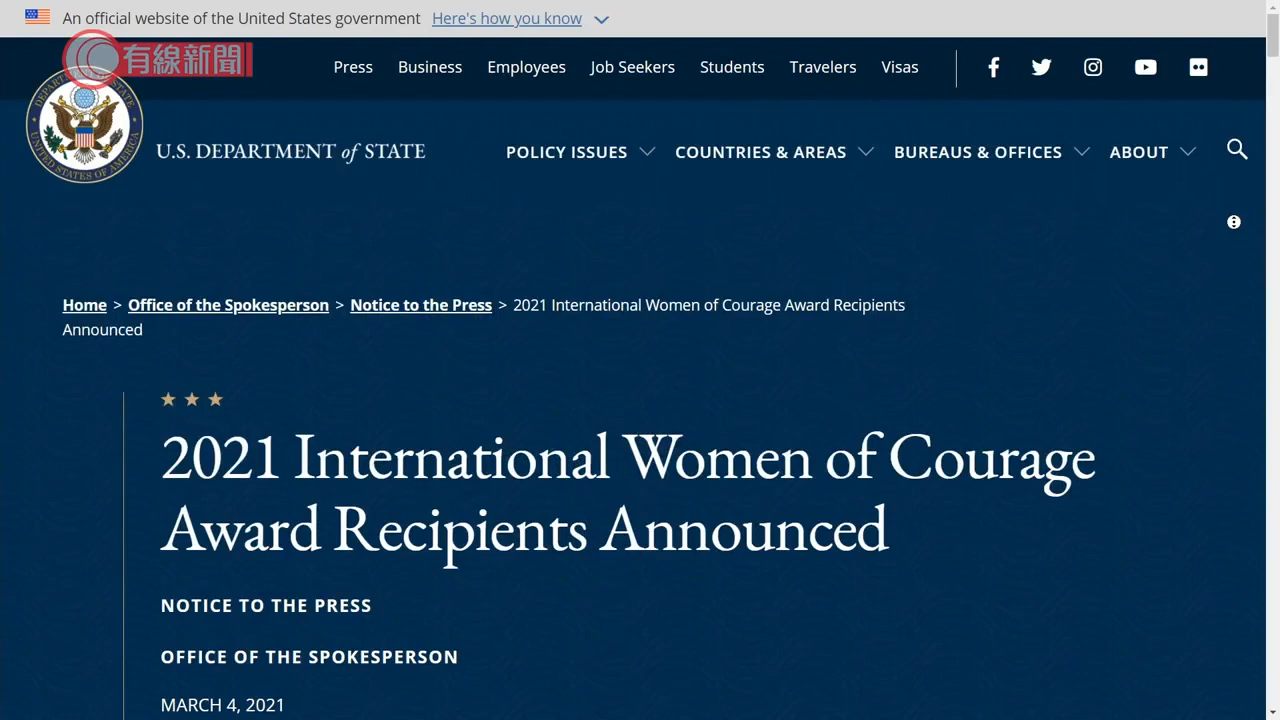 An official website of the United States government Here's how you know
有線新聞
Press Business Employees Job Seekers Students Travelers Visas
U.S. DEPARTMENT of STATE
POLICY ISSUES COUNTRIES & AREAS BUREAUS & OFFICES ABOUT
Home > Office of the Spokesperson > Notice to the Press > 2021 International Women of Courage Award Recipients
Announced
2021 International Women of Courage
Award Recipients Announced
NOTICE TO THE PRESS
OFFICE OF THE SPOKESPERSON
MARCH 4, 2021